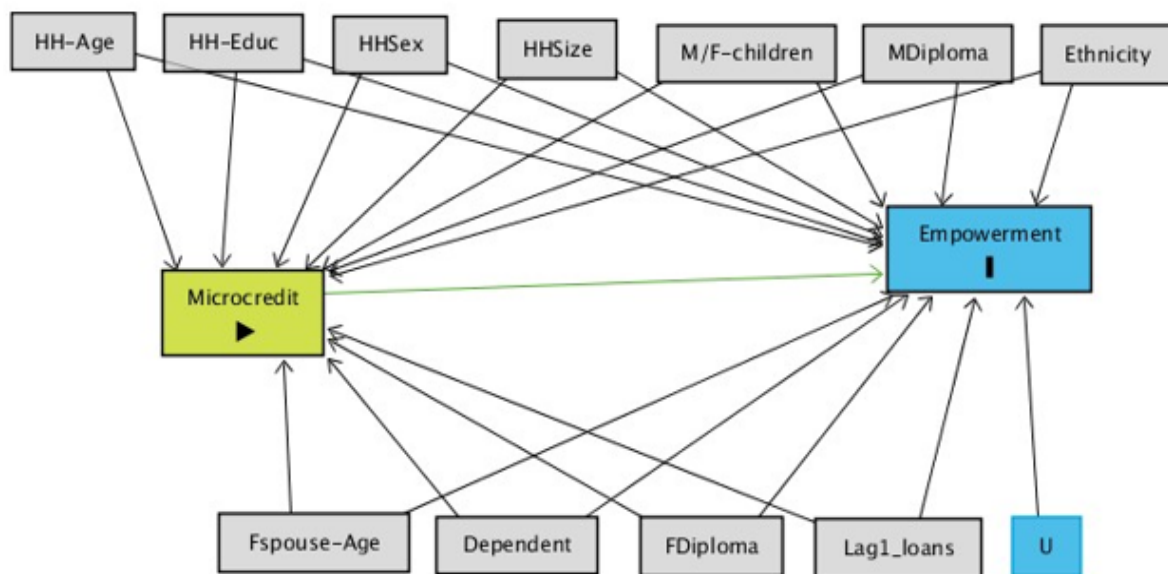 HH-Age
HH-Educ
HHSex
HHSize
M/F-children
MDiploma
Ethnicity
Empowerment
Microcredit
Fspouse-Age
Dependent
FDiploma
Lag1_loans
U